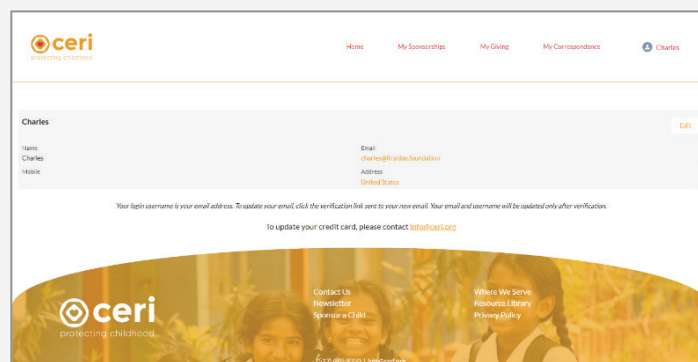 ceri
protecting childhood
Home My Sponserships My Giving My Correspondence Charles
Charles
Edit
Name Email
Charles
Mobile Address
United States
Your login username is your email address. To update your email, click the verification link sent to your new email. Your email and username will be updated only after verification.
To update your credit card, please contact info@ceri.org
Contact Us Where We Serve
Newsletter Resource Library
Sponsor a Child Privacy Policy
ceri
protecting childhood